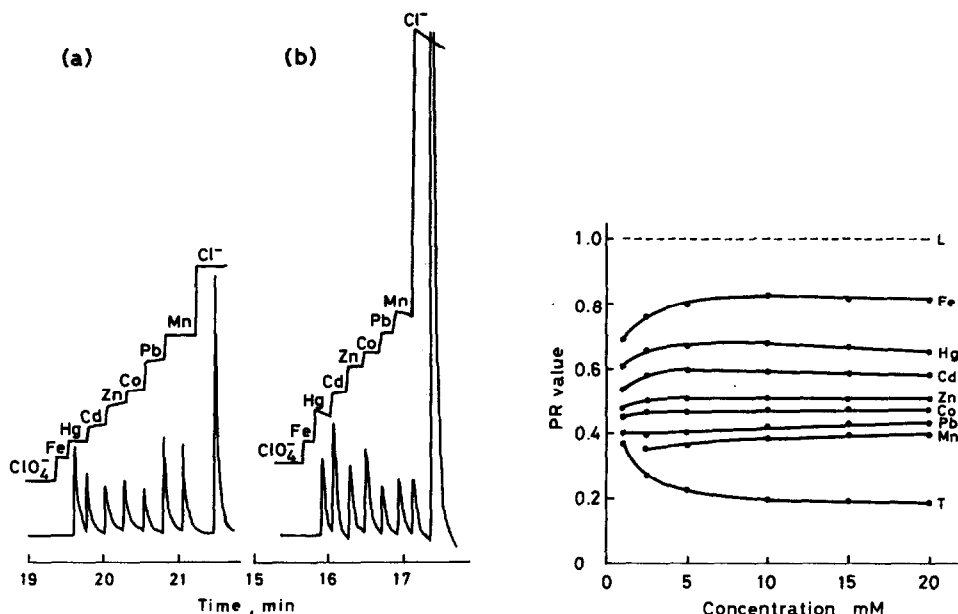 (a)
ClO₄⁻
Fe
Hg
Cd
Zn
Co
Pb
Mn
Cl⁻
19 20 21
(b)
ClO₄⁻
Fe
Hg
Cd
Zn
Co
Pb
Mn
Cl⁻
15 16 17
Time, min
PR value
1.0
0.8
0.6
0.4
0.2
0
L
Fe
Hg
Cd
Zn
Co
Pb
Mn
T
0 5 10 15 20
Concentration mM